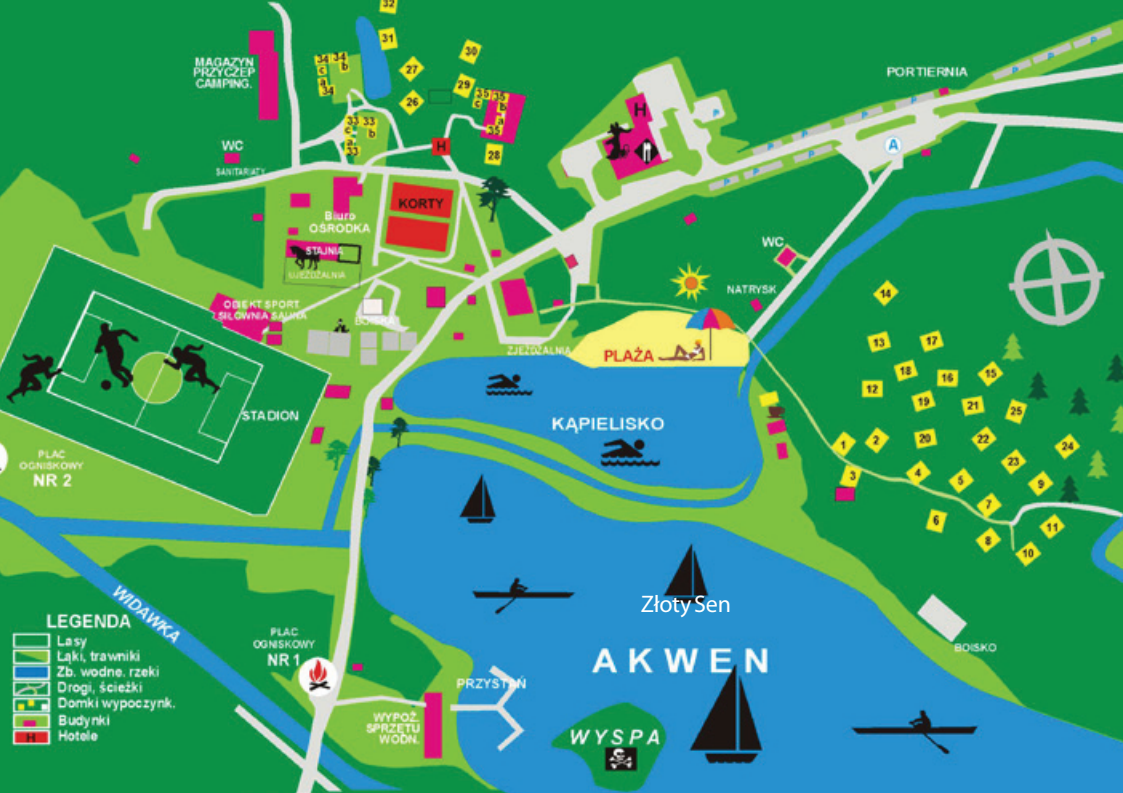 32
31
30
27
29
26
28
34
c
34
b
a
34
33
c
33
b
a
33
35
c
35
b
a
35
MAGAZYN
PRZYCZEP
CAMPING.
WC
SANITARIATY
H
H
PORTIERNIA
P
P
P
P
P
P
P
P
P
A
KORTY
Biuro
OŚRODKA
STAJNIA
UJEŻDŻALNIA
OBIEKT SPORT.
SIŁOWNIA SAUNA
BOISKA
WC
NATRYSK
ZJEŻDŻALNIA
PLAŻA
KĄPIELISKO
STADION
PLAC
OGNISKOWY
NR 2
14
13
17
18
16
15
12
19
21
25
1
2
20
22
24
3
4
5
23
9
7
6
8
11
10
WIDAWKA
Złoty Sen
AKWEN
BOISKO
PLAC
OGNISKOWY
NR 1
PRZYSTAŃ
WYPOŻ.
SPRZĘTU
WODN.
WYSPA
LEGENDA
Lasy
Łąki, trawniki
Zb. wodne. rzeki
Drogi, ścieżki
Domki wypoczynk.
Budynki
H Hotele